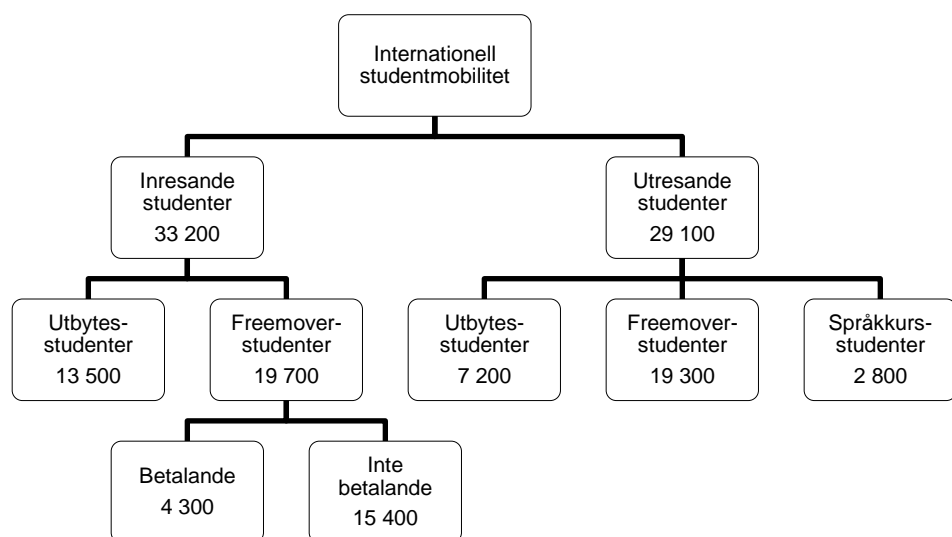 Internationell
studentmobilitet
Inresande
studenter
33 200
Utresande
studenter
29 100
Utbytes-
studenter
13 500
Freemover-
studenter
19 700
Utbytes-
studenter
7 200
Freemover-
studenter
19 300
Språkkurs-
studenter
2 800
Betalande
4 300
Inte
betalande
15 400